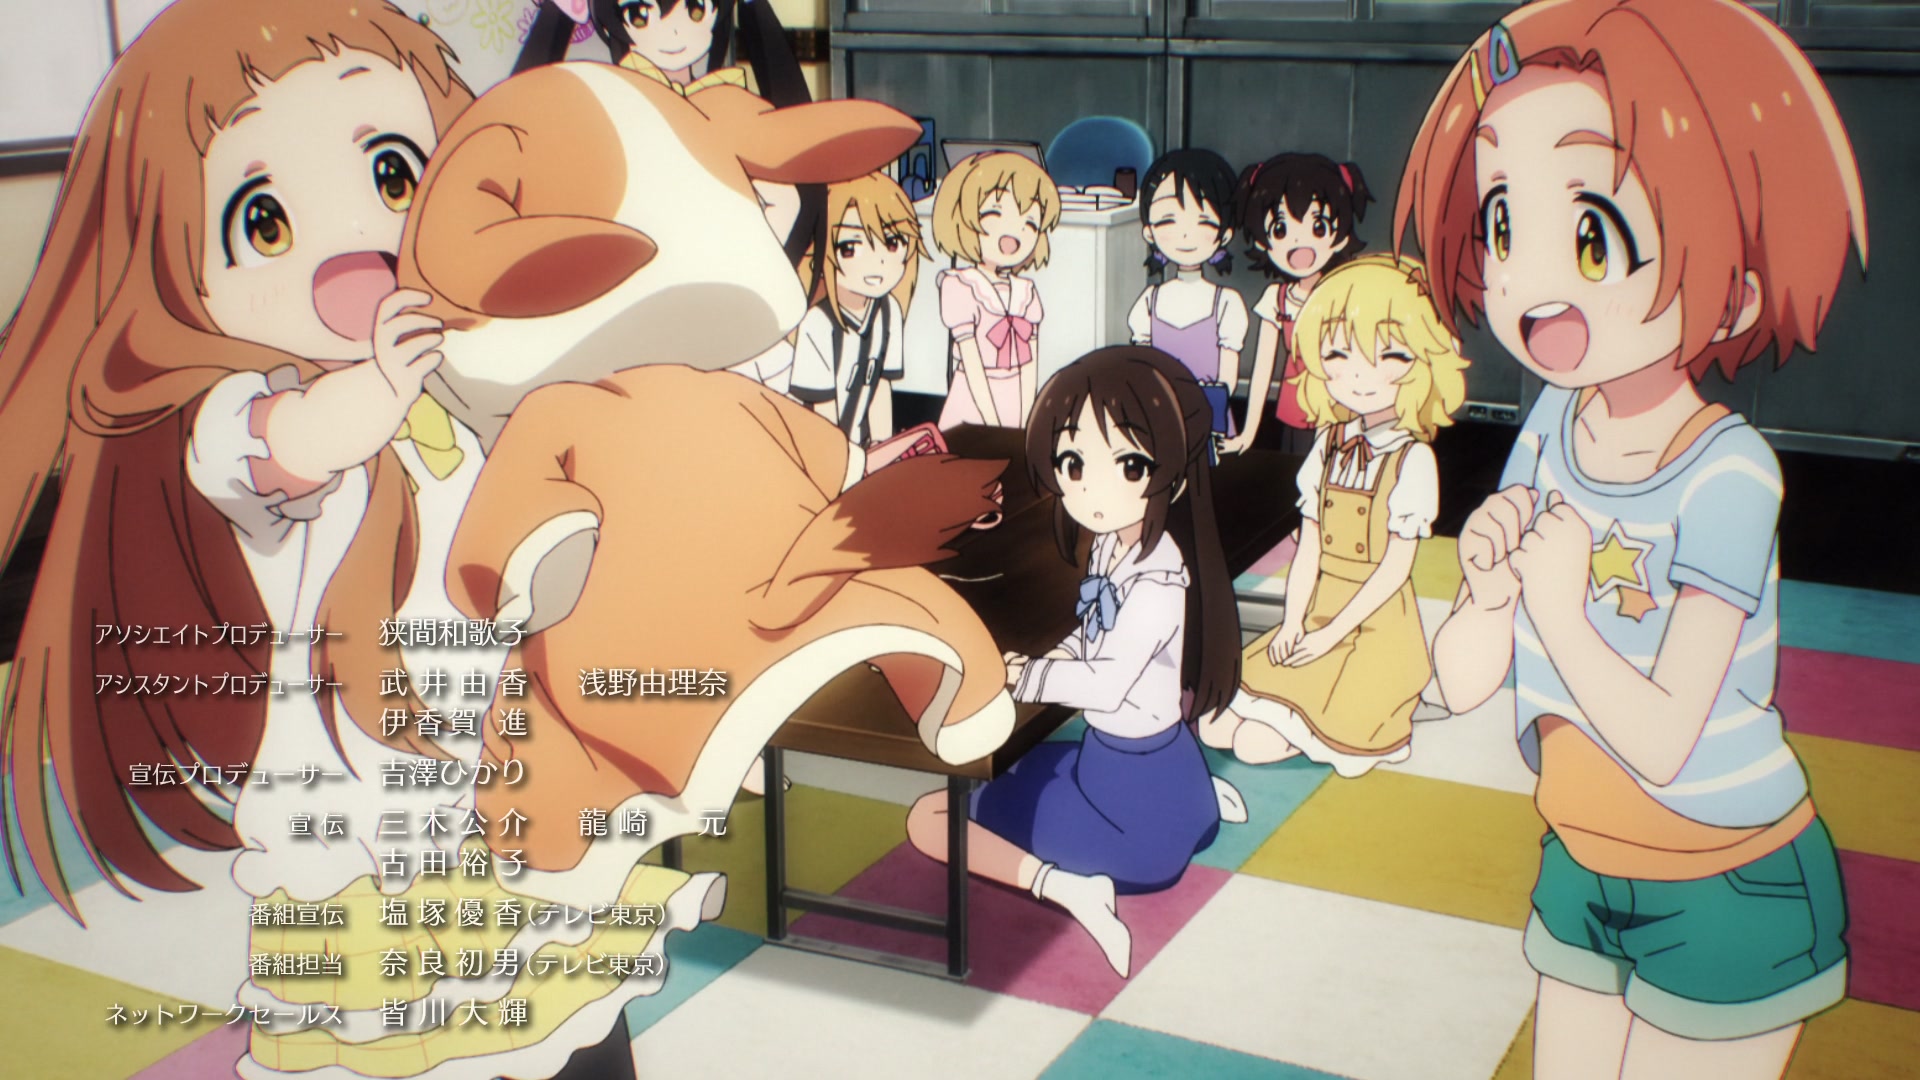 アソシエイトプロデューサー 狭間和歌子
アシスタントプロデューサー 武井由香 浅野由理奈
伊香賀 進
宣伝プロデューサー 吉澤ひかり
宣伝 三木公介 龍崎 元
古田裕子
番組宣伝 塩塚優香(テレビ東京)
番組担当 奈良初男(テレビ東京)
ネットワークセールス 皆川大輝